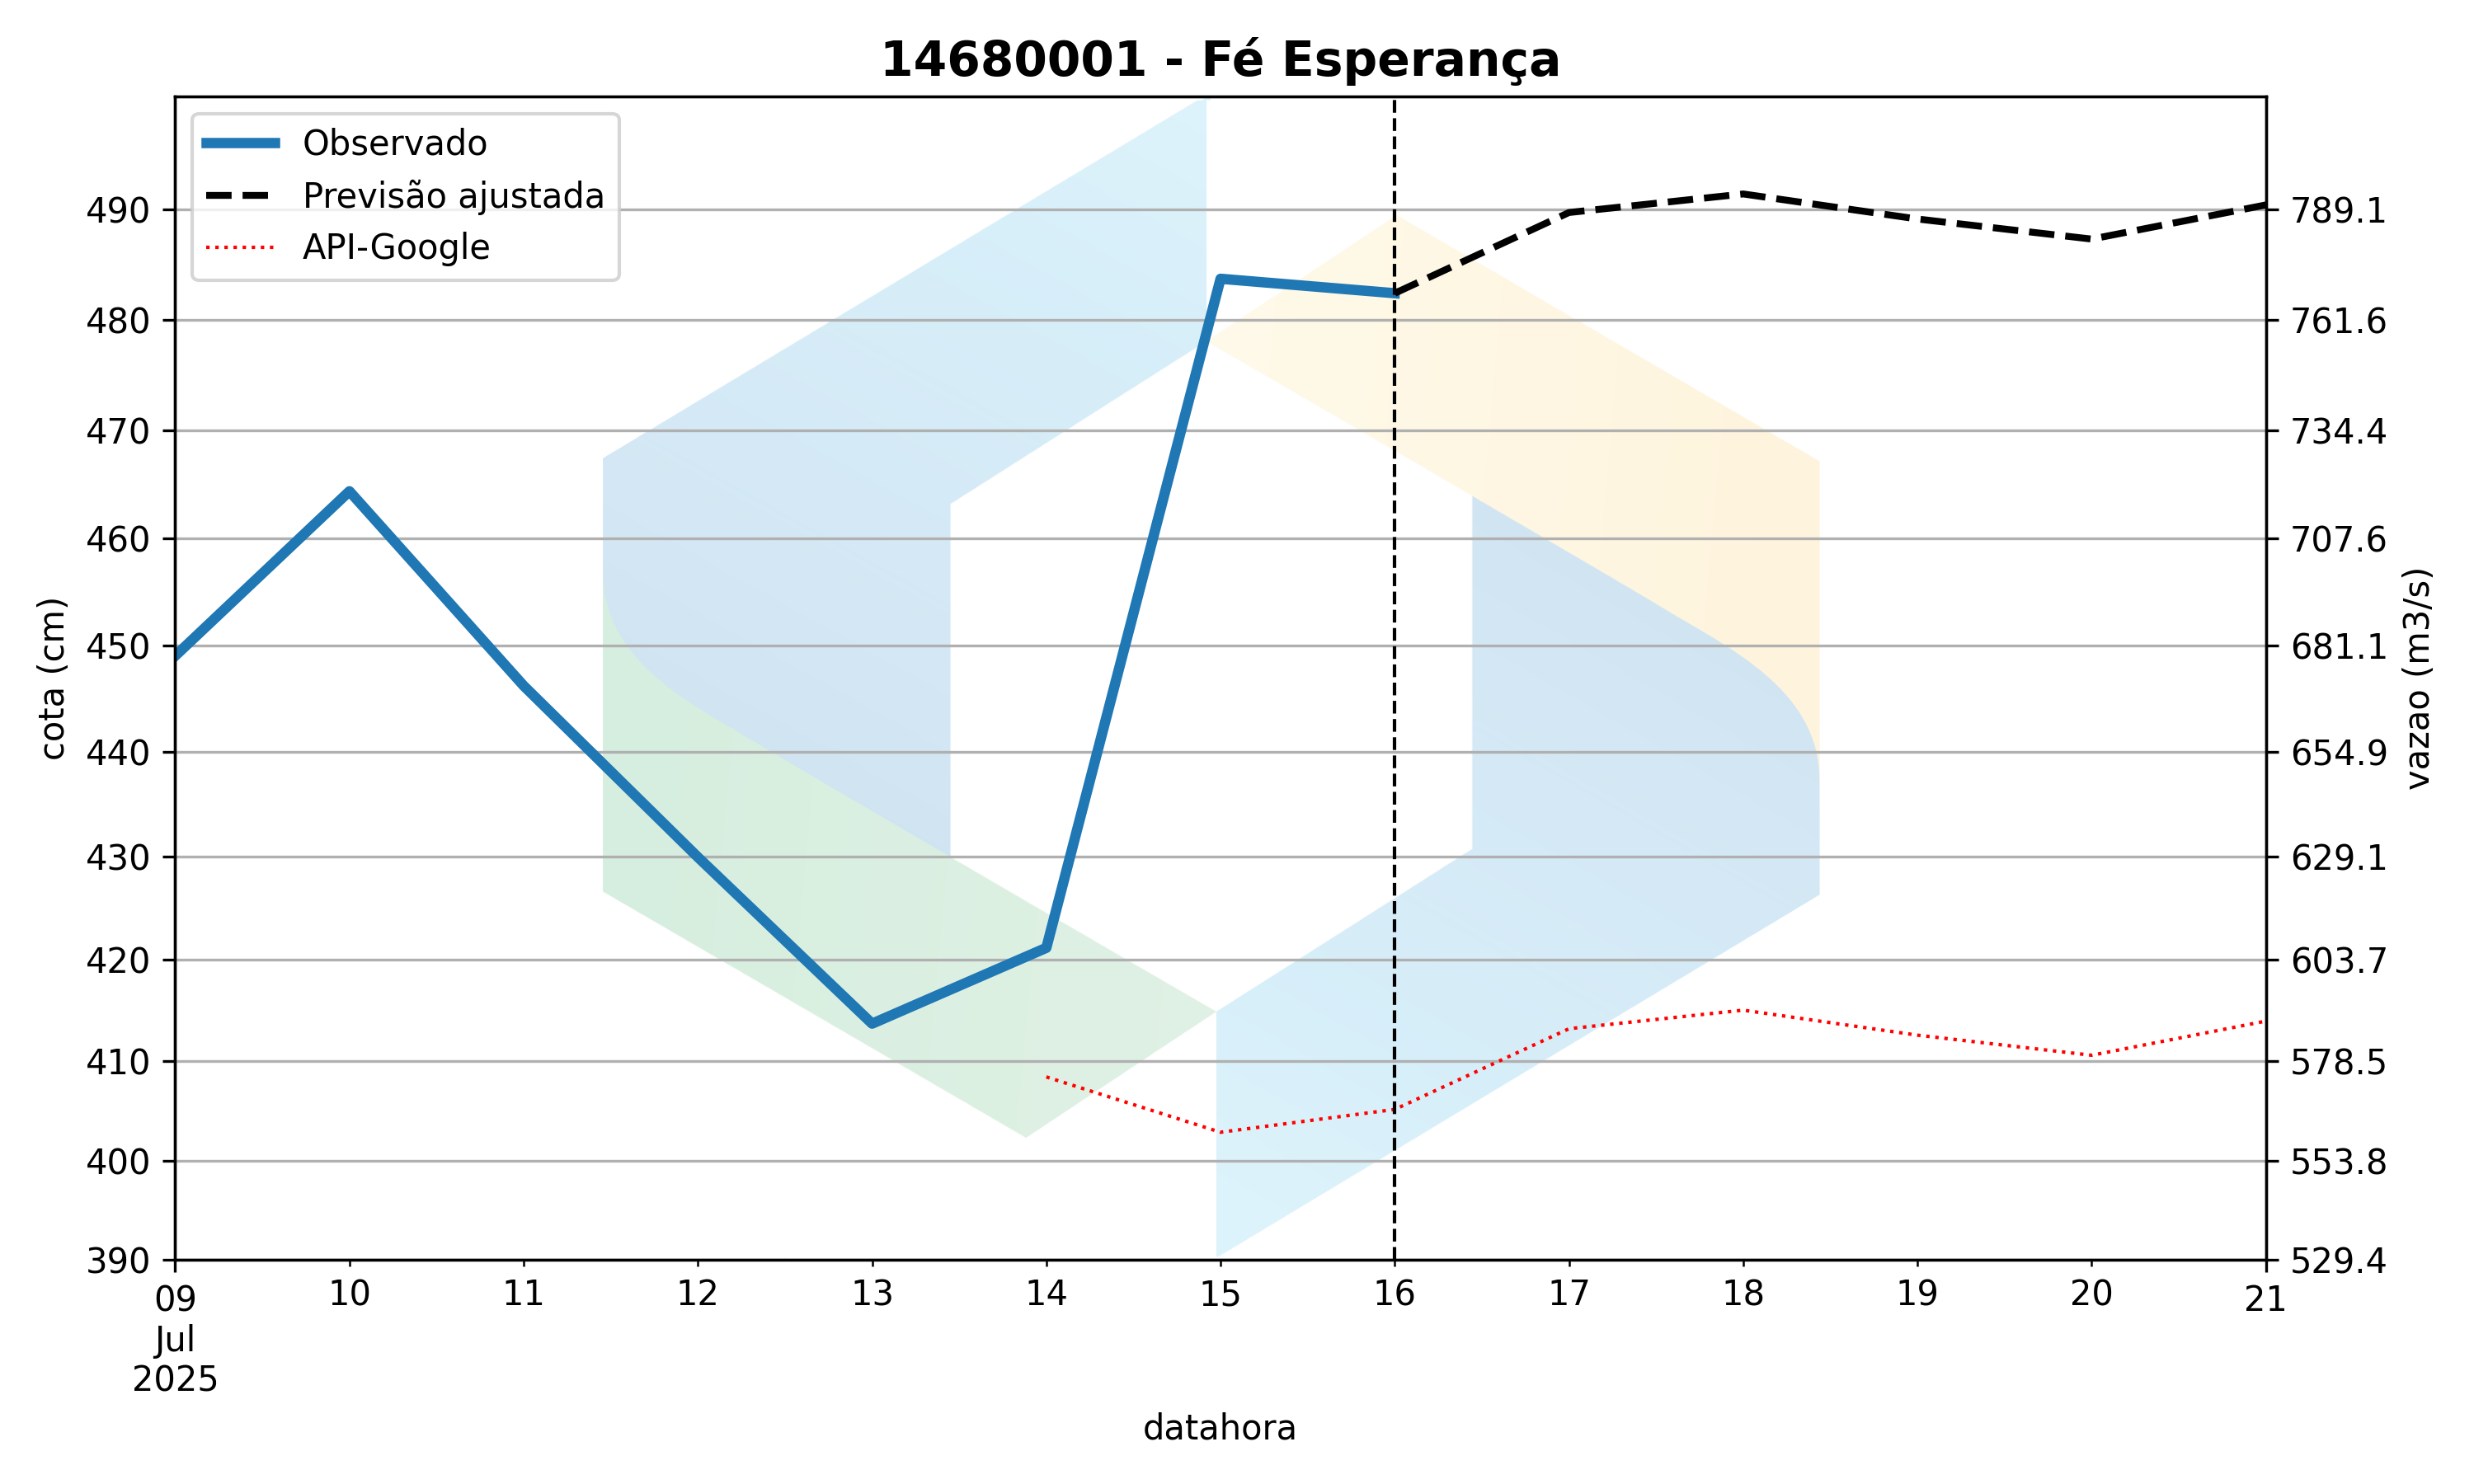 14680001 - Fé Esperança
Observado
Previsão ajustada
API-Google
490
480
470
460
450
440
430
420
410
400
390
cota (cm)
789.1
761.6
734.4
707.6
681.1
654.9
629.1
603.7
578.5
553.8
529.4
vazao (m3/s)
09 10 11 12 13 14 15 16 17 18 19 20 21
Jul
2025
datahora